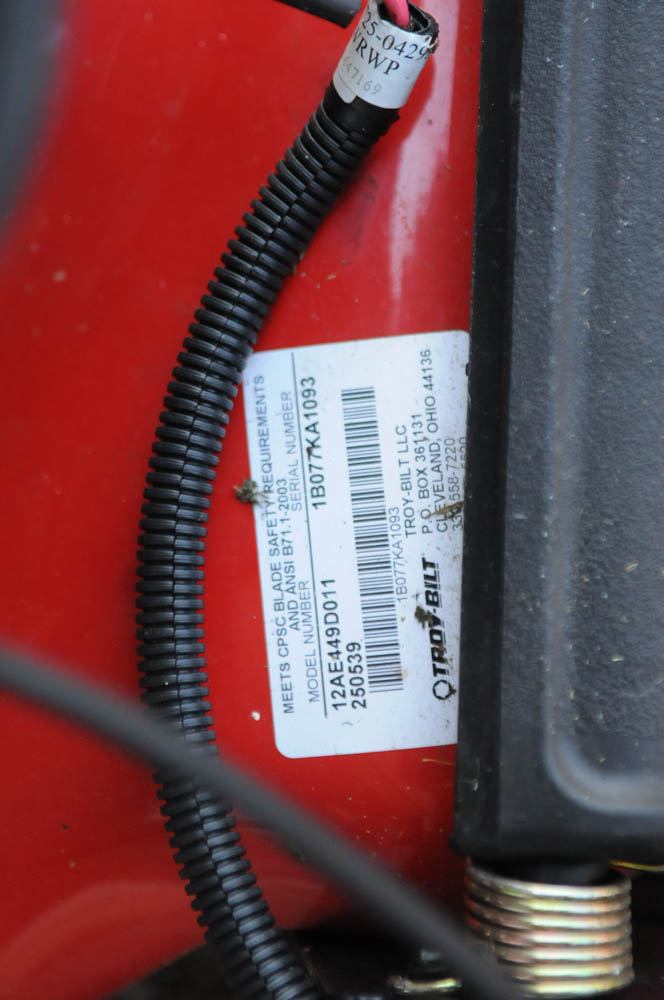 25-0429
WRWP
647169
MEETS CPSC BLADE SAFETY REQUIREMENTS
AND ANSI B71.1-2003
MODEL NUMBER SERIAL NUMBER
12AE449D011 1B077KA1093
250539
1B077KA1093
TROY-BILT LLC
P.O. BOX 361131
CLEVELAND, OHIO 44136
TROY-BILT